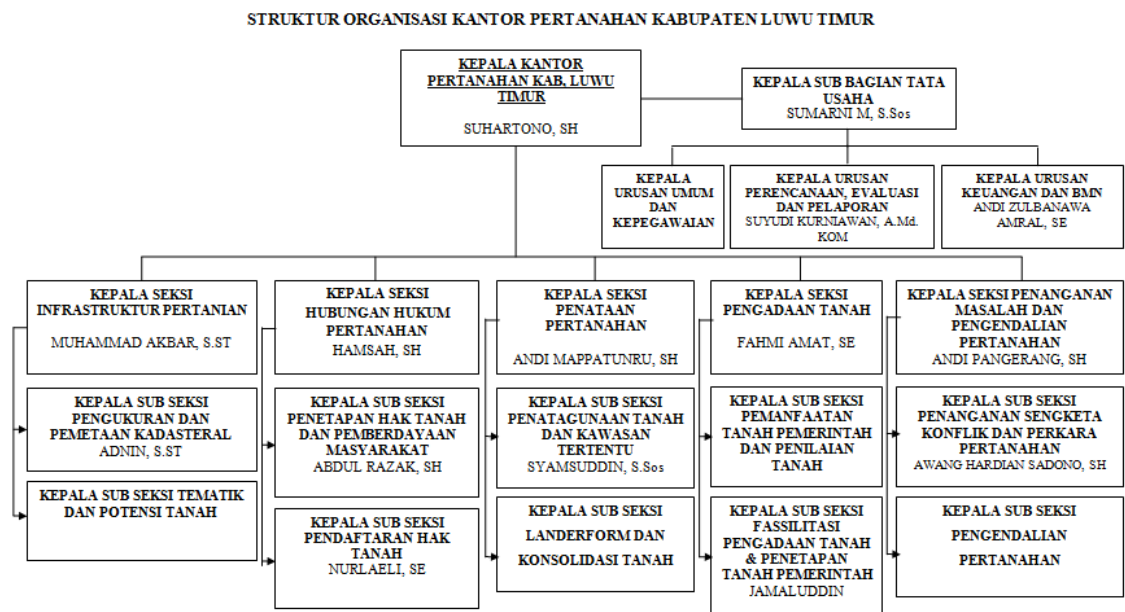 STRUKTUR ORGANISASI KANTOR PERTANAHAN KABUPATEN LUWU TIMUR
KEPALA KANTOR
PERTANAHAN KAB. LUWU
TIMUR
SUHARTONO, SH
KEPALA SUB BAGIAN TATA
USAHA
SUMARNI M, S.Sos
KEPALA
URUSAN UMUM
DAN
KEPEGAWAIAN
KEPALA URUSAN
PERENCANAAN, EVALUASI
DAN PELAPORAN
SUYUDI KURNIAWAN, A.Md.
KOM
KEPALA URUSAN
KEUANGAN DAN BMN
ANDI ZULBANAWA
AMRAL, SE
KEPALA SEKSI
INFRASTRUKTUR PERTANIAN
MUHAMMAD AKBAR, S.ST
KEPALA SEKSI
HUBUNGAN HUKUM
PERTANAHAN
HAMSAH, SH
KEPALA SEKSI
PENATAAN
PERTANAHAN
ANDI MAPPATUNRU, SH
KEPALA SEKSI
PENGADAAN TANAH
FAHMI AMAT, SE
KEPALA SEKSI PENANGANAN
MASALAH DAN
PENGENDALIAN
PERTANAHAN
ANDI PANGERANG, SH
KEPALA SUB SEKSI
PENGUKURAN DAN
PEMETAAN KADASTERAL
ADNIN, S.ST
KEPALA SUB SEKSI
PENETAPAN HAK TANAH
DAN PEMBERDAYAAN
MASYARAKAT
ABDUL RAZAK, SH
KEPALA SUB SEKSI
PENATAGUNAAN TANAH
DAN KAWASAN
TERTENTU
SYAMSUDDIN, S.Sos
KEPALA SUB SEKSI
PEMANFAATAN
TANAH PEMERINTAH
DAN PENILAIAN
TANAH
KEPALA SUB SEKSI
PENANGANAN SENGKETA
KONFLIK DAN PERKARA
PERTANAHAN
AWANG HARDIAN SADONO, SH
KEPALA SUB SEKSI TEMATIK
DAN POTENSI TANAH
KEPALA SUB SEKSI
PENDAFTARAN HAK
TANAH
NURLAELI, SE
KEPALA SUB SEKSI
LANDERFORM DAN
KONSOLIDASI TANAH
KEPALA SUB SEKSI
FASSILITASI
PENGADAAN TANAH
& PENETAPAN
TANAH PEMERINTAH
JAMALUDDIN
KEPALA SUB SEKSI
PENGENDALIAN
PERTANAHAN